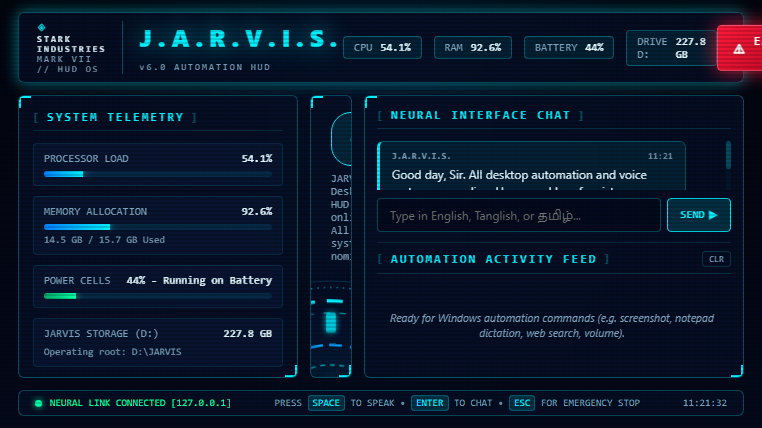 ◈
STARK
INDUSTRIES
MARK VII
// HUD OS
J.A.R.V.I.S.
v6.0 AUTOMATION HUD
CPU 54.1%
RAM 92.6%
BATTERY 44%
DRIVE D: 227.8 GB
⚠ E
[ SYSTEM TELEMETRY ]
PROCESSOR LOAD 54.1%
MEMORY ALLOCATION 92.6%
14.5 GB / 15.7 GB Used
POWER CELLS 44% - Running on Battery
JARVIS STORAGE (D:) 227.8 GB
Operating root: D:\JARVIS
JARV
Desk
HUD
onli
All
syst
nomi
[ NEURAL INTERFACE CHAT ]
J.A.R.V.I.S. 11:21
Good day, Sir. All desktop automation and voice
Type in English, Tanglish, or தமிழ்...
SEND ▶
[ AUTOMATION ACTIVITY FEED ]
CLR
Ready for Windows automation commands (e.g. screenshot, notepad
dictation, web search, volume).
NEURAL LINK CONNECTED [127.0.0.1]
PRESS SPACE TO SPEAK • ENTER TO CHAT • ESC FOR EMERGENCY STOP
11:21:32